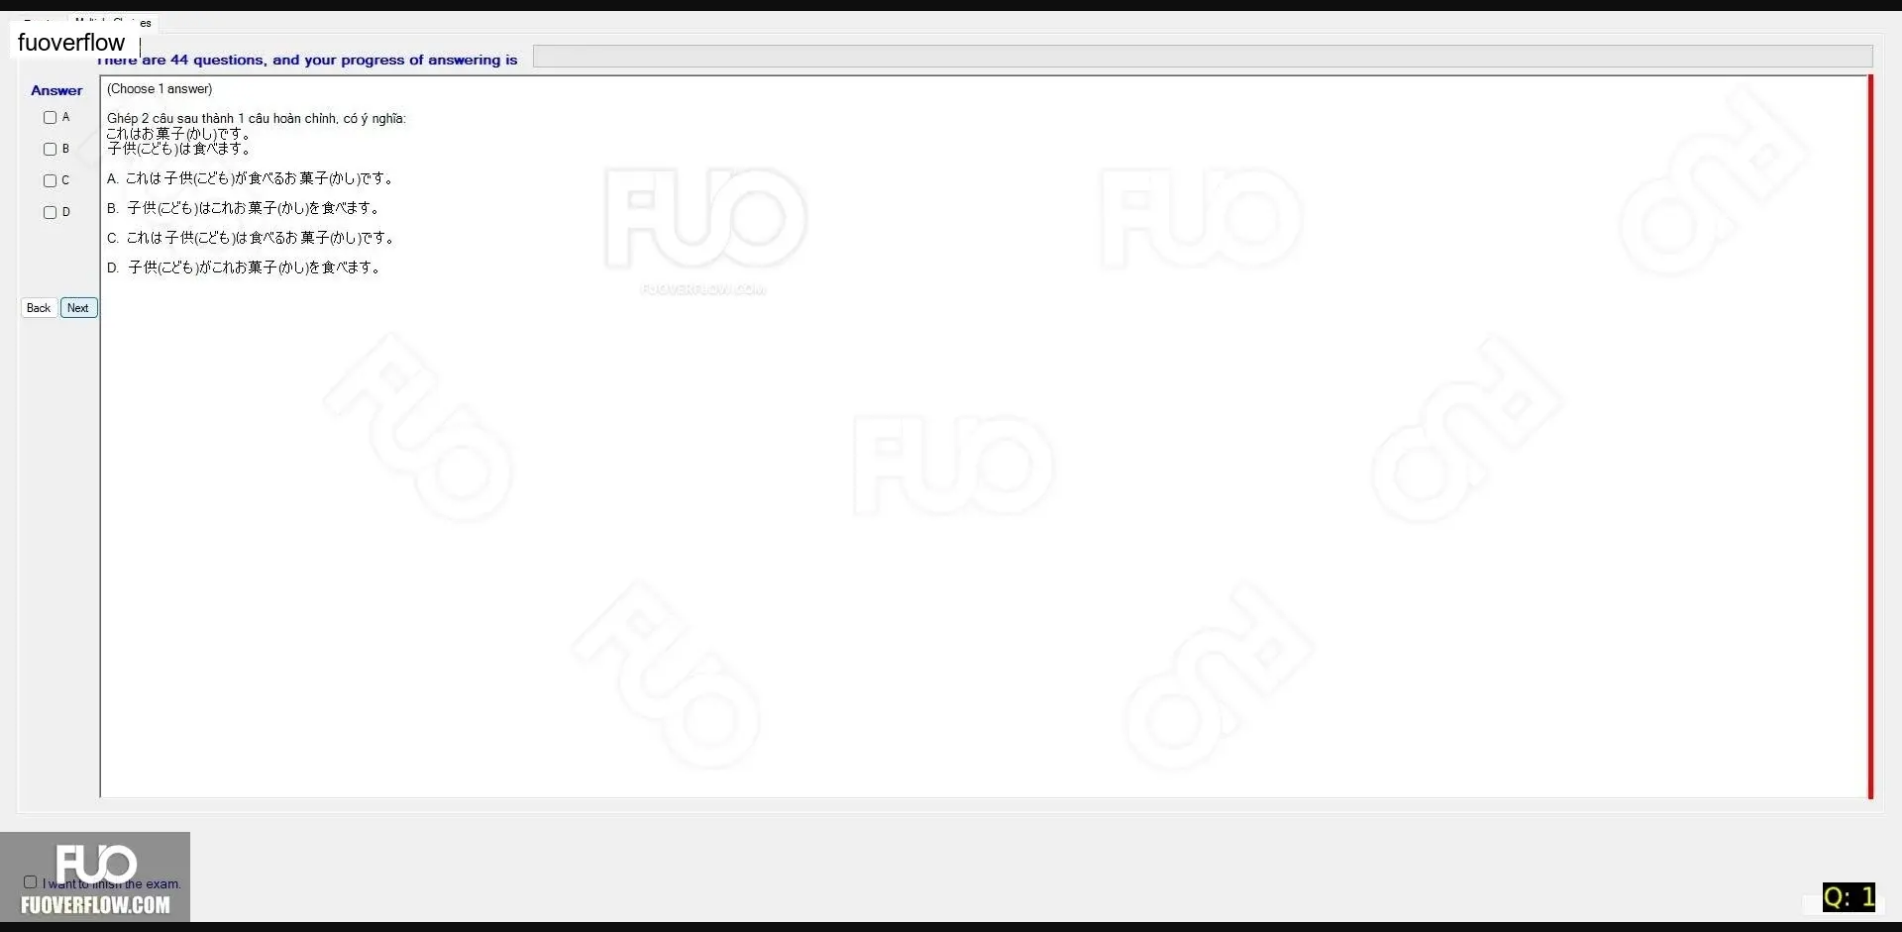 fuoverflow
There are 44 questions, and your progress of answering is
Answer
(Choose 1 answer)
A
Ghép 2 câu sau thành 1 câu hoàn chỉnh, có ý nghĩa:
これはお菓子(かし)です。
B
子供(こども)は食べます。
C
A. これは子供(こども)が食べるお菓子(かし)です。
D
B. 子供(こども)はこれお菓子(かし)を食べます。
C. これは子供(こども)は食べるお菓子(かし)です。
D. 子供(こども)がこれお菓子(かし)を食べます。
Back Next
FUO
FUOVERFLOW.COM
FUO
FUO
FUO
FUO
FUO
FUO
FUO
FUO
I want to finish the exam.
FUOVERFLOW.COM
Q: 1